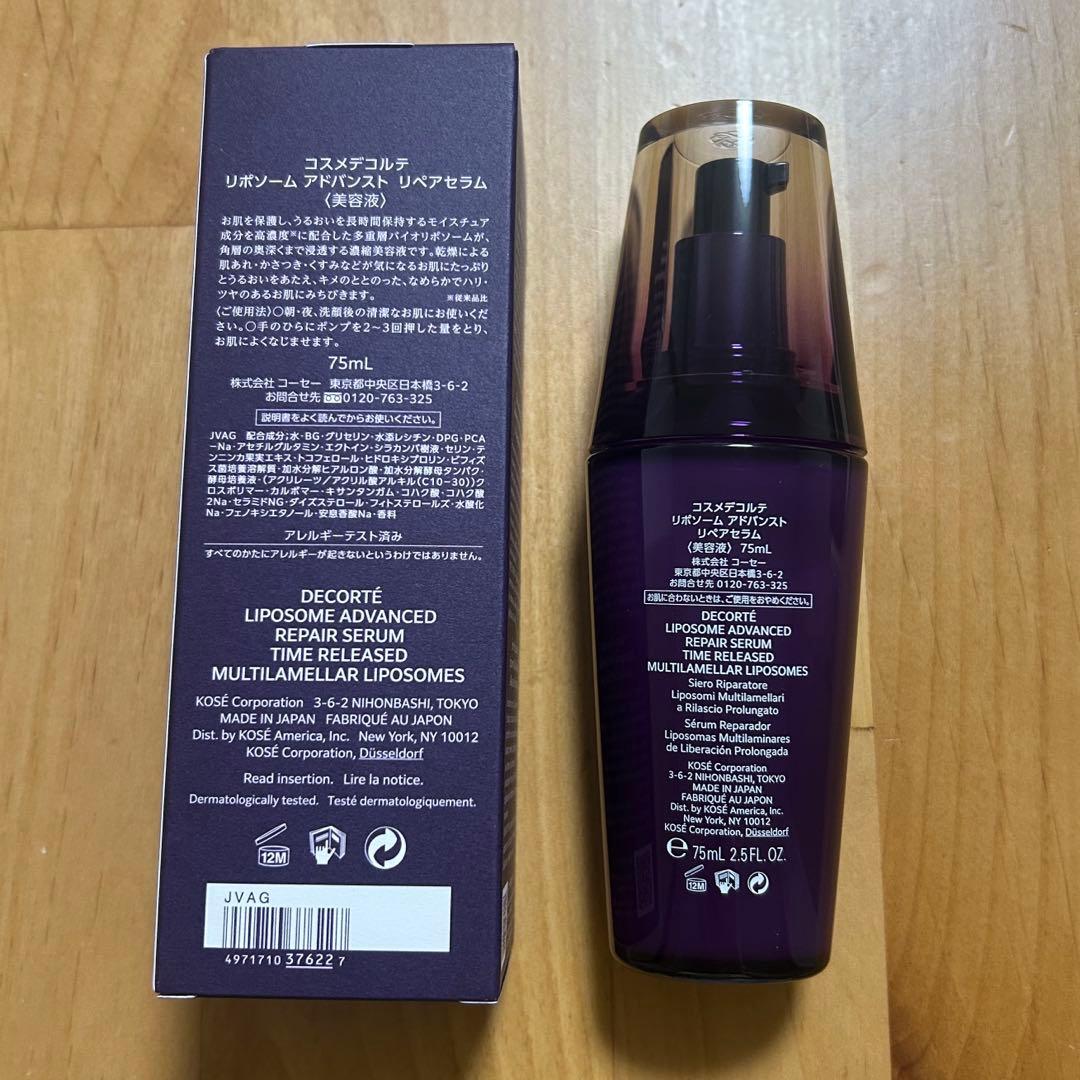 コスメデコルテ
リポソーム アドバンスト リペアセラム
〈美容液〉
お肌を保護し、うるおいを長時間保持するモイスチュア
成分を高濃度※に配合した多重層バイオリポソームが、
角層の奥深くまで浸透する濃縮美容液です。乾燥による
肌あれ・かさつき・くすみなどが気になるお肌にたっぷり
とうるおいをあたえ、キメのととのった、なめらかでハリ・
ツヤのあるお肌にみちびきます。 ※従来品比
〈ご使用法〉○朝・夜、洗顔後の清潔なお肌にお使いくだ
さい。○手のひらにポンプを2〜3回押した量をとり、
お肌によくなじませます。
75mL
株式会社 コーセー 東京都中央区日本橋3-6-2
お問合せ先 0120-763-325
説明書をよく読んでからお使いください。
JVAG 配合成分:水・BG・グリセリン・水添レシチン・DPG・PCA
-Na・アセチルグルタミン・エクトイン・シラカンバ樹液・セリン・テ
ンニンカ果実エキス・トコフェロール・ヒドロキシプロリン・ビフィズ
ス菌培養溶解質・加水分解ヒアルロン酸・加水分解酵母タンパク・
酵母培養液・(アクリレーツ/アクリル酸アルキル(C10-30))ク
ロスポリマー・カルボマー・キサンタンガム・コハク酸・コハク酸
2Na・セラミドNG・ダイズステロール・フィトステロールズ・水酸化
Na・フェノキシエタノール・安息香酸Na・香料
アレルギーテスト済み
すべてのかたにアレルギーが起きないというわけではありません。
DECORTÉ
LIPOSOME ADVANCED
REPAIR SERUM
TIME RELEASED
MULTILAMELLAR LIPOSOMES
KOSÉ Corporation 3-6-2 NIHONBASHI, TOKYO
MADE IN JAPAN FABRIQUÉ AU JAPON
Dist. by KOSÉ America, Inc. New York, NY 10012
KOSÉ Corporation, Düsseldorf
Read insertion. Lire la notice.
Dermatologically tested. Testé dermatologiquement.
12M
JVAG
4971710 37622 7
コスメデコルテ
リポソーム アドバンスト
リペアセラム
〈美容液〉 75mL
株式会社 コーセー
東京都中央区日本橋3-6-2
お問合せ先 0120-763-325
お肌に合わないときは、ご使用をおやめください。
DECORTÉ
LIPOSOME ADVANCED
REPAIR SERUM
TIME RELEASED
MULTILAMELLAR LIPOSOMES
Siero Riparatore
Liposomi Multilamellari
a Rilascio Prolungato
Sérum Reparador
Liposomas Multilaminares
de Liberación Prolongada
KOSÉ Corporation
3-6-2 NIHONBASHI, TOKYO
MADE IN JAPAN
FABRIQUÉ AU JAPON
Dist. by KOSÉ America, Inc.
New York, NY 10012
KOSÉ Corporation, Düsseldorf
℮ 75mL 2.5 FL. OZ.
12M